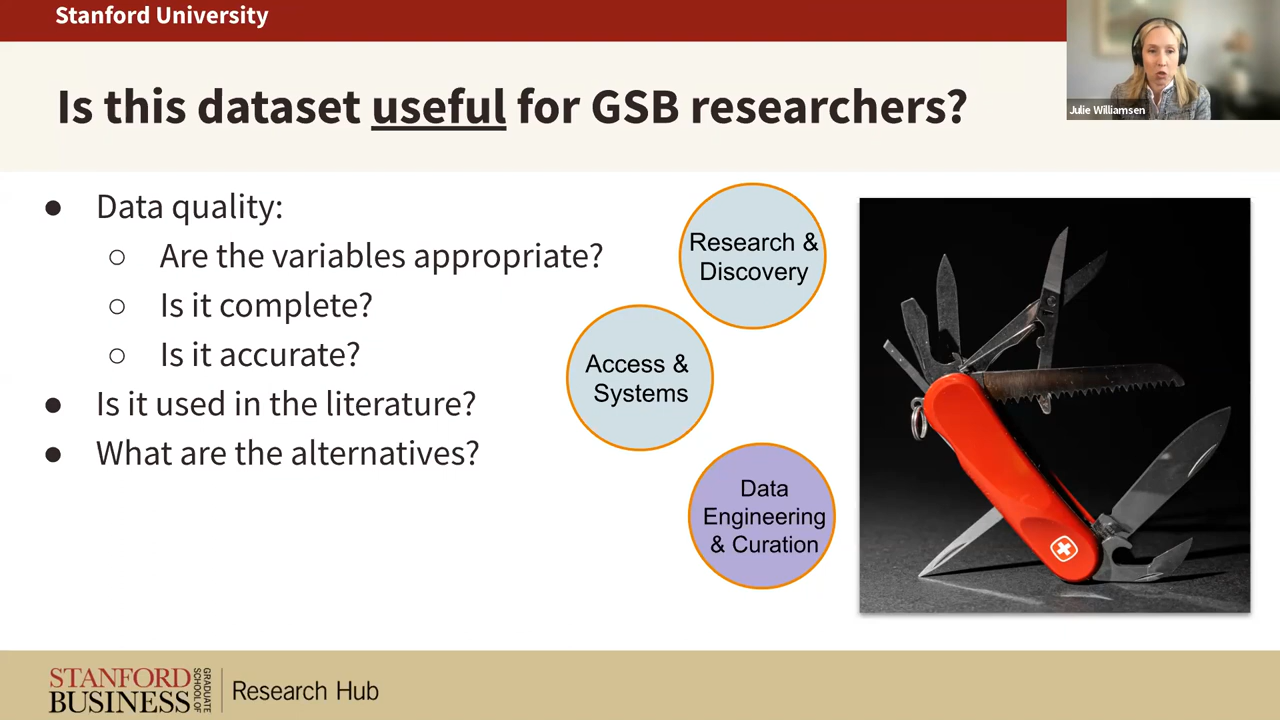 Stanford University
Julie Williamsen
Is this dataset useful for GSB researchers?
● Data quality:
○ Are the variables appropriate?
○ Is it complete?
○ Is it accurate?
● Is it used in the literature?
● What are the alternatives?
Research &
Discovery
Access &
Systems
Data
Engineering
& Curation
STANFORD
BUSINESS
GRADUATE
SCHOOL OF
Research Hub